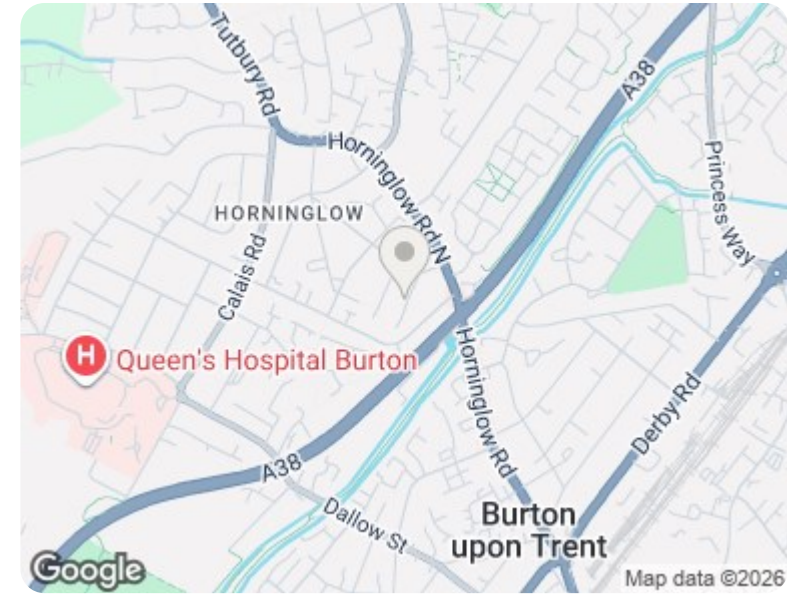 Tutbury Rd
A38
Horninglow Rd N
Princess Way
HORNINGLOW
Calais Rd
H
Queen's Hospital Burton
Horninglow Rd
Derby Rd
A38
Dallow St
Burton
upon Trent
Google
Map data ©2026